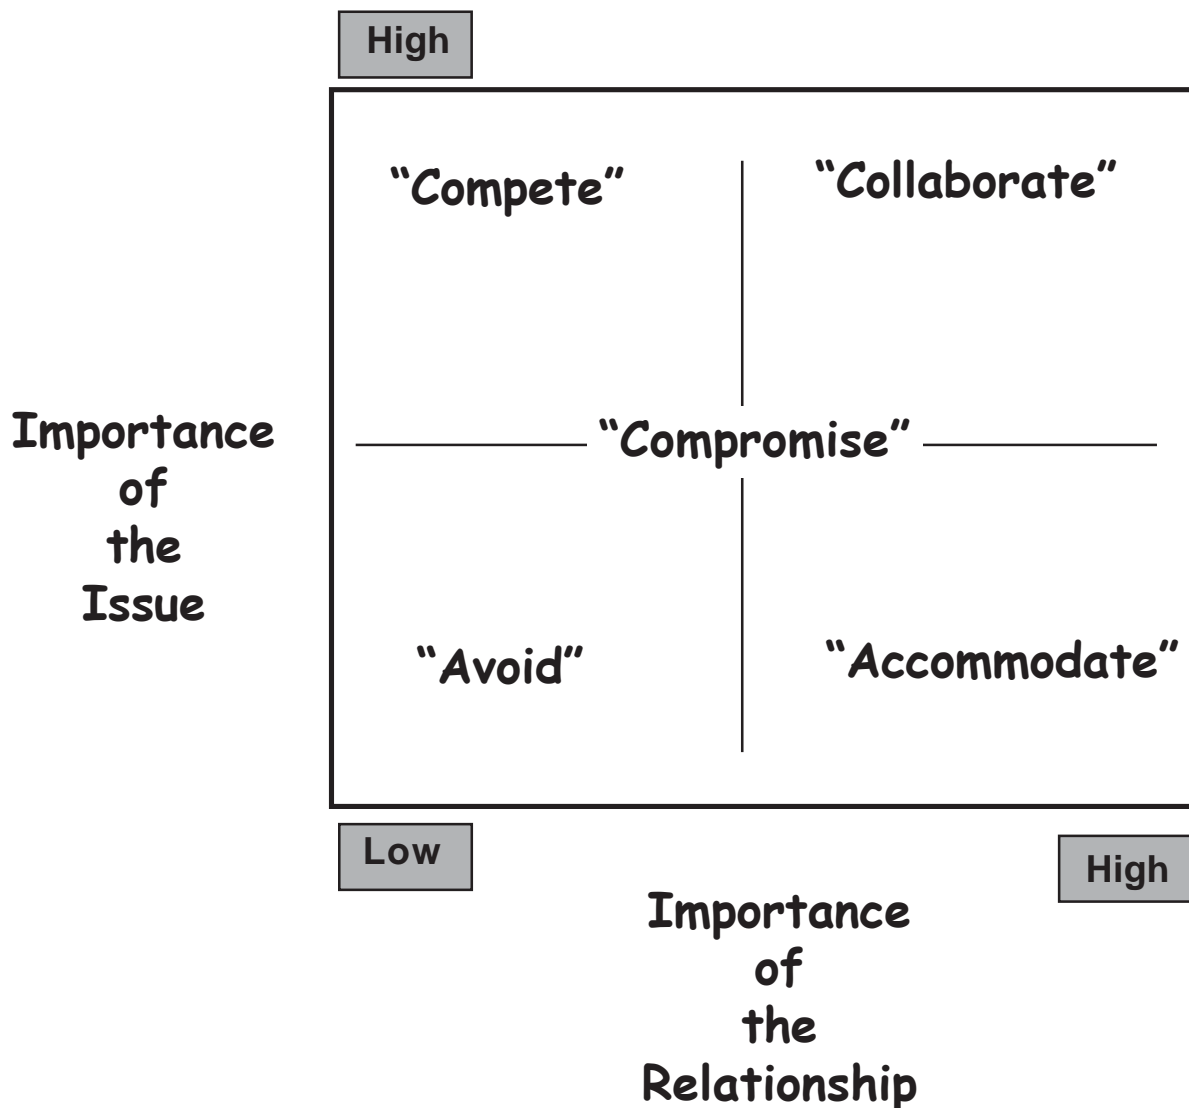 High
“Compete”
“Collaborate”
Importance
of
the
Issue
“Compromise”
“Avoid”
“Accommodate”
Low
High
Importance
of
the
Relationship